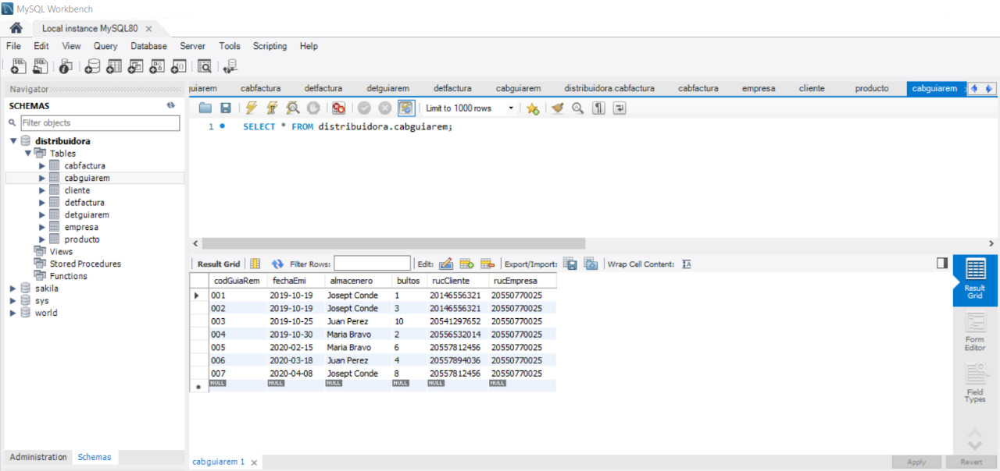 MySQL Workbench
Local instance MySQL80
File Edit View Query Database Server Tools Scripting Help
Navigator
SCHEMAS
Filter objects
distribuidora
Tables
cabfactura
cabguiarem
cliente
detfactura
detguiarem
empresa
producto
Views
Stored Procedures
Functions
sakila
sys
world
Administration Schemas
guiarem cabfactura detfactura detguiarem detfactura cabguiarem distribuidora.cabfactura cabfactura empresa cliente producto cabguiarem
Limit to 1000 rows
1 SELECT * FROM distribuidora.cabguiarem;
Result Grid Filter Rows: Edit: Export/Import: Wrap Cell Content:
codGuiaRem fechaEmi almacenero bultos rucCliente rucEmpresa
001 2019-10-19 Josept Conde 1 20146556321 20550770025
002 2019-10-19 Josept Conde 3 20146556321 20550770025
003 2019-10-25 Juan Perez 10 20541297652 20550770025
004 2019-10-30 Maria Bravo 2 20556532014 20550770025
005 2020-02-15 Maria Bravo 6 20557812456 20550770025
006 2020-03-18 Juan Perez 4 20557894036 20550770025
007 2020-04-08 Josept Conde 8 20557812456 20550770025
NULL NULL NULL NULL NULL NULL
Result
Grid
Form
Editor
Field
Types
cabguiarem 1
Apply Revert